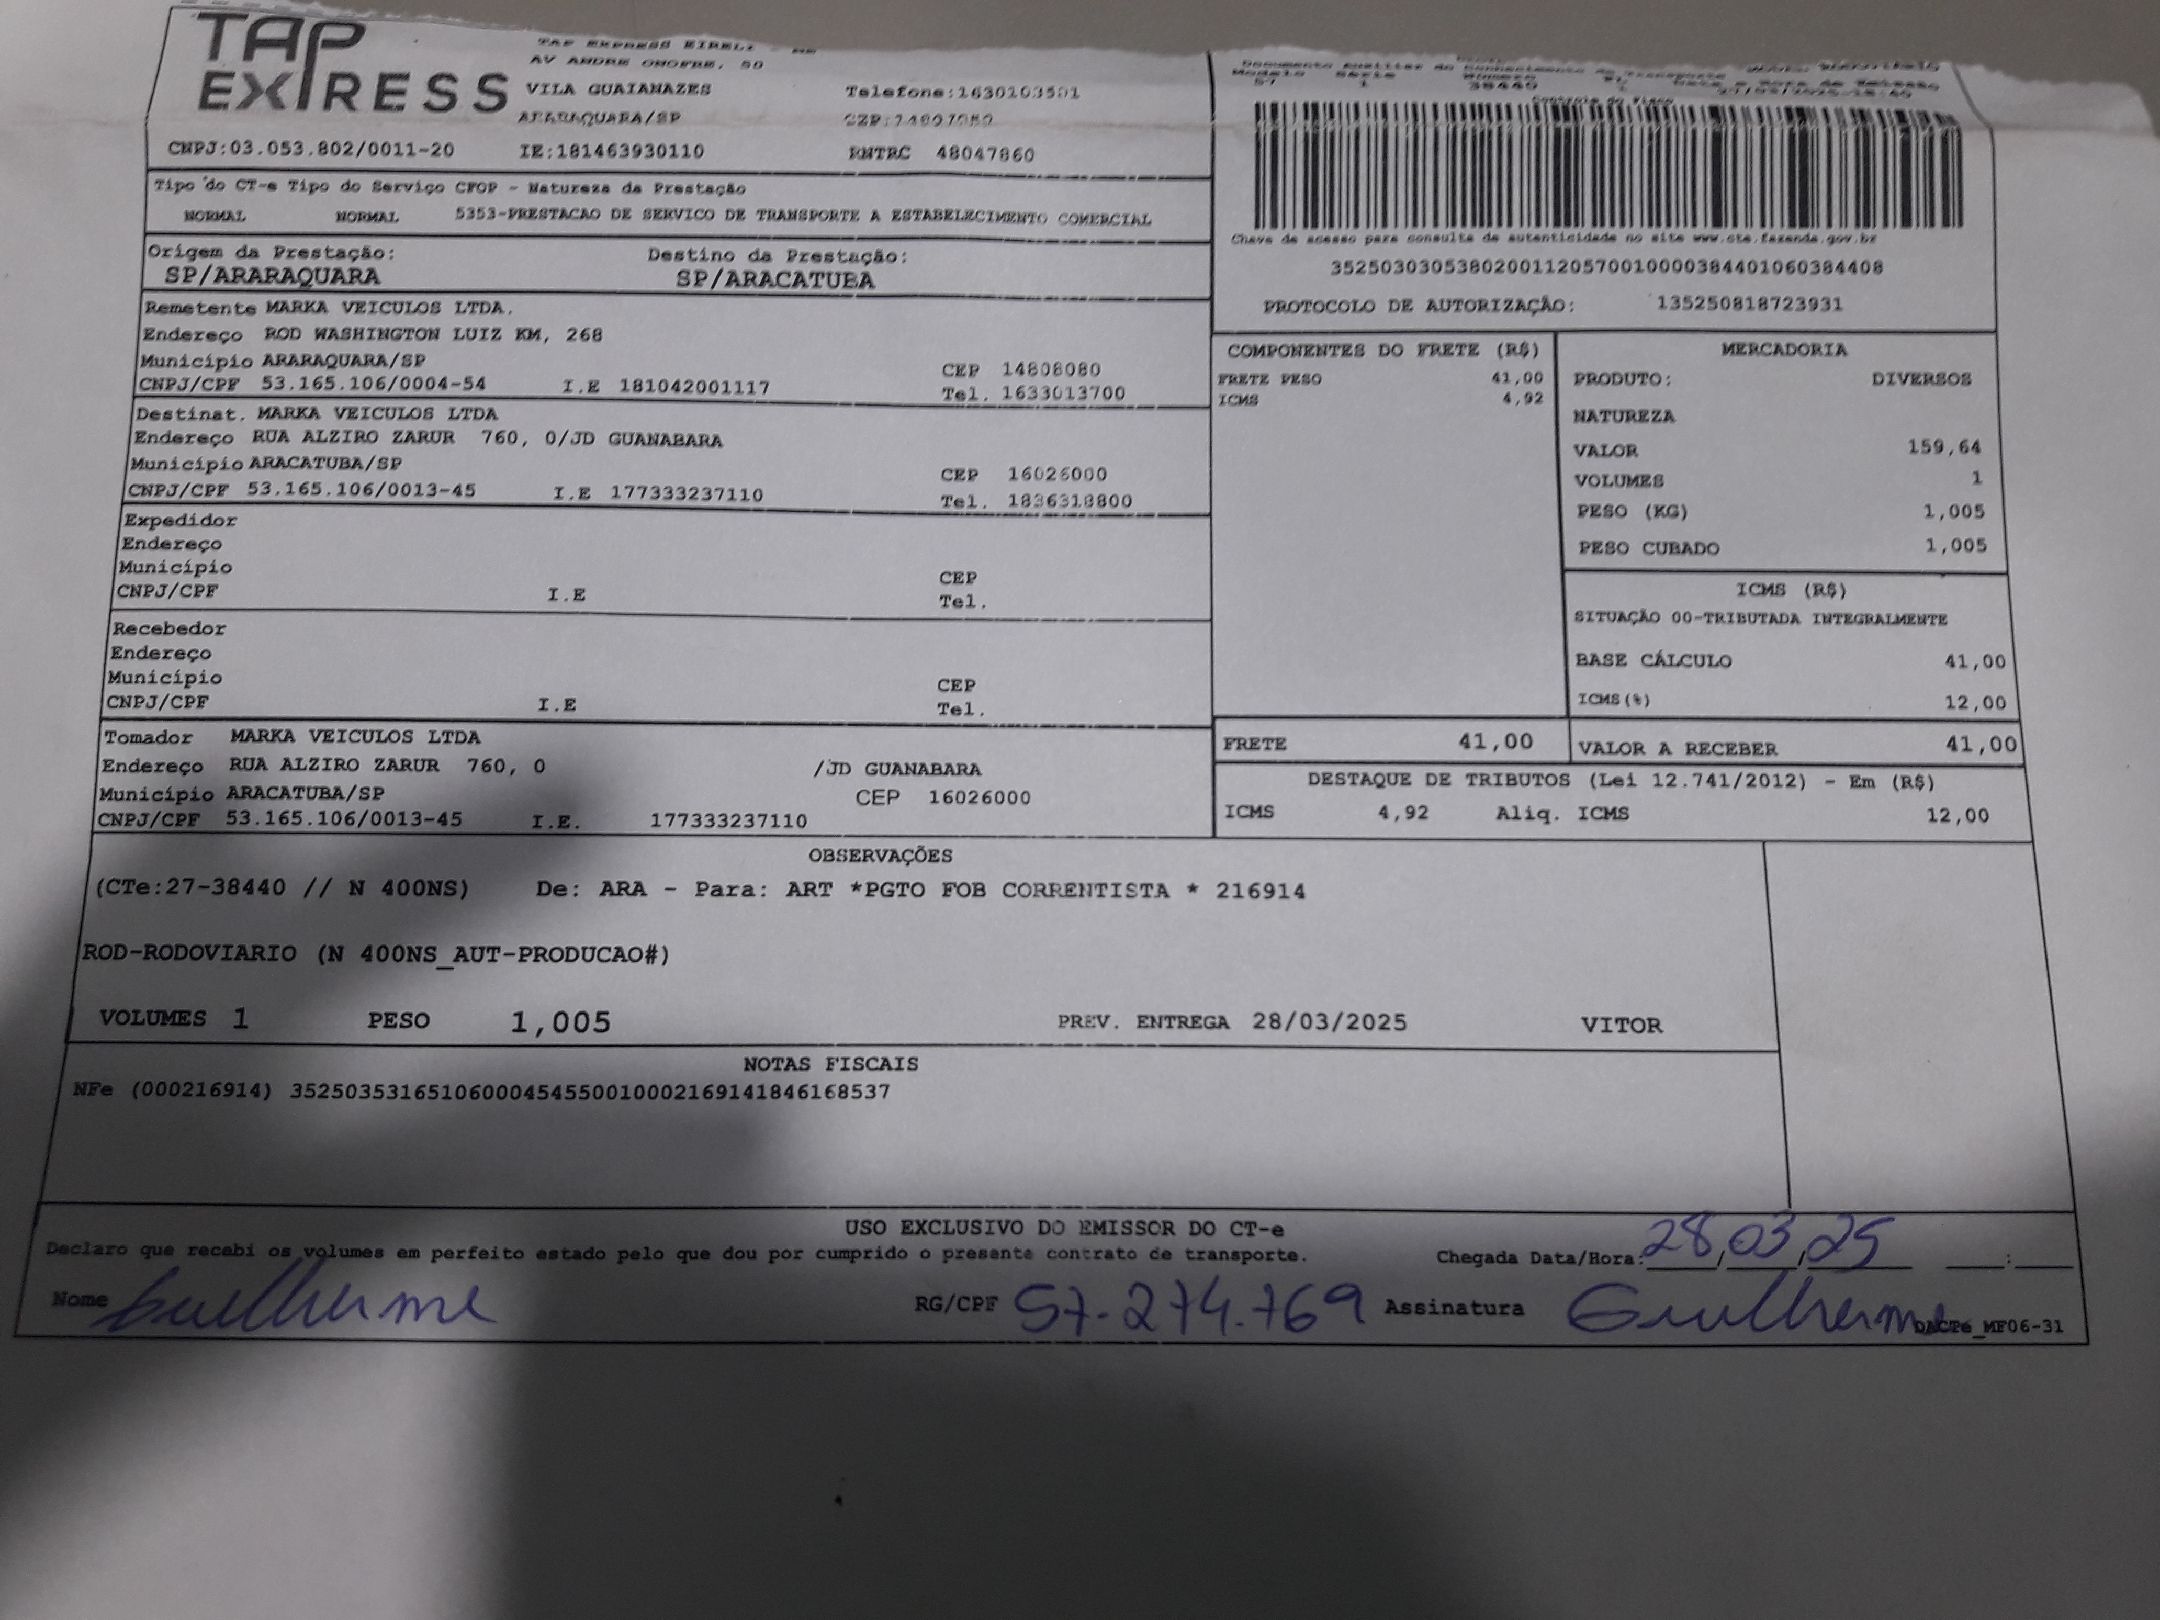 TAP EXPRESS
TAP EXPRESS EIRELI - ME
AV ANDRE ONOFRE, 50
VILA GUAIANAZES Telefone:1630103501
ARARAQUARA/SP
CNPJ:03.053.802/0011-20 IE:181463930110 RNTRC 48047860
Modelo Série Número
57 1 38440
Controle do Fisco
Tipo do CT-e Tipo do Serviço CFOP - Natureza da Prestação
NORMAL NORMAL 5353-PRESTACAO DE SERVICO DE TRANSPORTE A ESTABELECIMENTO COMERCIAL
Chave de acesso para consulta de autenticidade no site www.cte.fazenda.gov.br
35250303053802001120570010000384401060384408
PROTOCOLO DE AUTORIZAÇÃO: 135250818723931
Origem da Prestação: Destino da Prestação:
SP/ARARAQUARA SP/ARACATUBA
Remetente MARKA VEICULOS LTDA.
Endereço ROD WASHINGTON LUIZ KM, 268
Município ARARAQUARA/SP CEP 14808080
CNPJ/CPF 53.165.106/0004-54 I.E 181042001117 Tel. 1633013700
Destinat. MARKA VEICULOS LTDA
Endereço RUA ALZIRO ZARUR 760, 0/JD GUANABARA
Município ARACATUBA/SP CEP 16026000
CNPJ/CPF 53.165.106/0013-45 I.E 177333237110 Tel. 1836318800
Expedidor
Endereço
Município CEP
CNPJ/CPF I.E Tel.
Recebedor
Endereço
Município CEP
CNPJ/CPF I.E Tel.
Tomador MARKA VEICULOS LTDA
Endereço RUA ALZIRO ZARUR 760, 0 /JD GUANABARA
Município ARACATUBA/SP CEP 16026000
CNPJ/CPF 53.165.106/0013-45 I.E. 177333237110
COMPONENTES DO FRETE (R$)
FRETE PESO 41,00
ICMS 4,92
MERCADORIA
PRODUTO: DIVERSOS
NATUREZA
VALOR 159,64
VOLUMES 1
PESO (KG) 1,005
PESO CUBADO 1,005
ICMS (R$)
SITUAÇÃO 00-TRIBUTADA INTEGRALMENTE
BASE CÁLCULO 41,00
ICMS(%) 12,00
FRETE 41,00 VALOR A RECEBER 41,00
DESTAQUE DE TRIBUTOS (Lei 12.741/2012) - Em (R$)
ICMS 4,92 Aliq. ICMS 12,00
OBSERVAÇÕES
(CTe:27-38440 // N 400NS) De: ARA - Para: ART *PGTO FOB CORRENTISTA * 216914
ROD-RODOVIARIO (N 400NS_AUT-PRODUCAO#)
VOLUMES 1 PESO 1,005 PREV. ENTREGA 28/03/2025 VITOR
NOTAS FISCAIS
NFe (000216914) 35250353165106000454550010002169141846168537
USO EXCLUSIVO DO EMISSOR DO CT-e
Declaro que recebi os volumes em perfeito estado pelo que dou por cumprido o presente contrato de transporte. Chegada Data/Hora: 28/03/25 :
Nome Guilherme RG/CPF 57.274.769 Assinatura Guilherme
DACTe_MF06-31